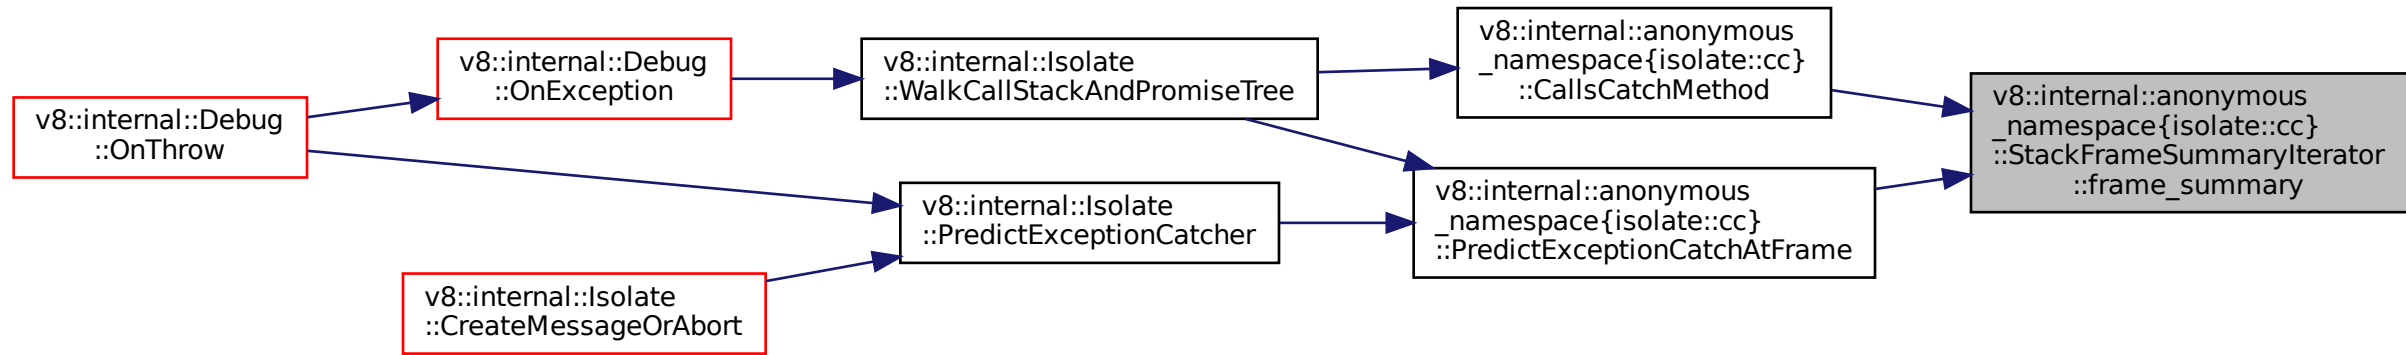 v8::internal::Debug
::OnThrow
v8::internal::Debug
::OnException
v8::internal::Isolate
::WalkCallStackAndPromiseTree
v8::internal::anonymous
_namespace{isolate::cc}
::CallsCatchMethod
v8::internal::anonymous
_namespace{isolate::cc}
::StackFrameSummaryIterator
::frame_summary
v8::internal::Isolate
::PredictExceptionCatcher
v8::internal::anonymous
_namespace{isolate::cc}
::PredictExceptionCatchAtFrame
v8::internal::Isolate
::CreateMessageOrAbort